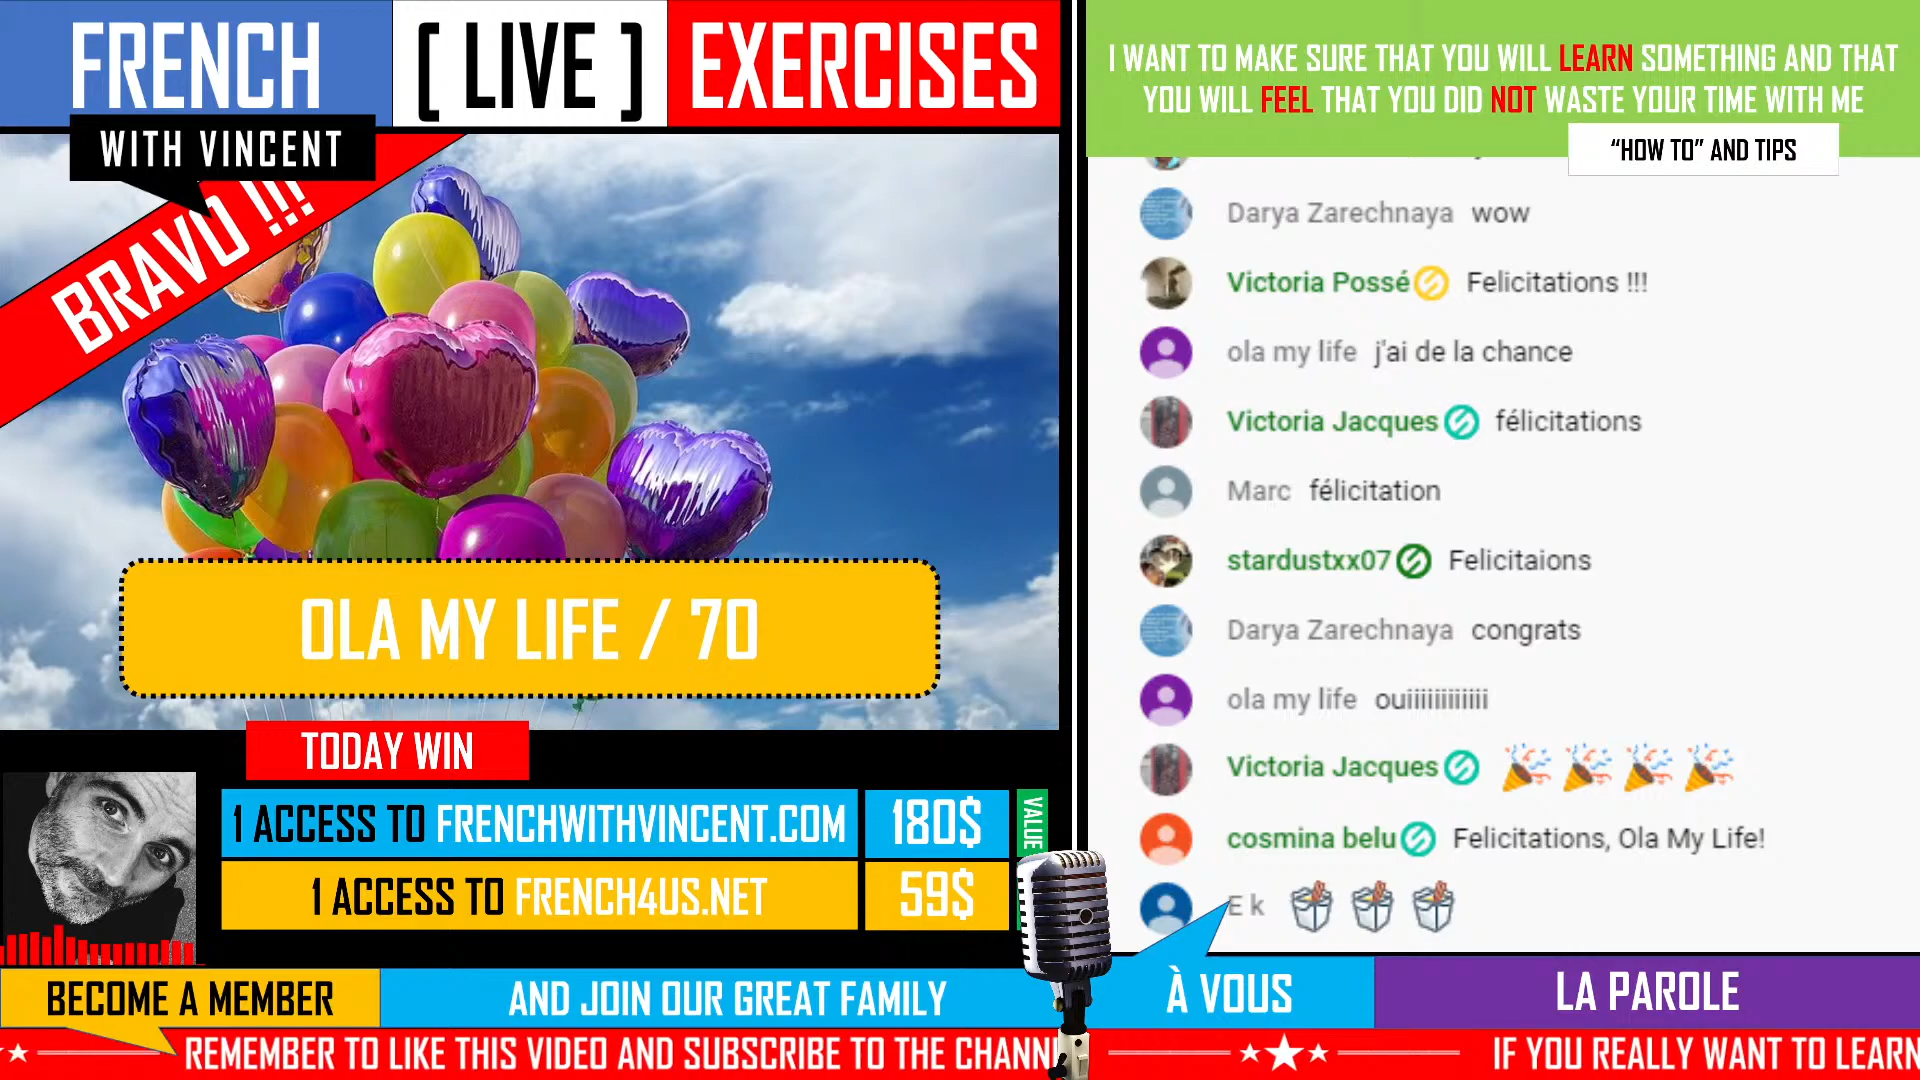 FRENCH
[ LIVE ]
EXERCISES
WITH VINCENT
BRAVO !!!
OLA MY LIFE / 70
TODAY WIN
1 ACCESS TO FRENCHWITHVINCENT.COM
180$
VALUE
1 ACCESS TO FRENCH4US.NET
59$
BECOME A MEMBER
AND JOIN OUR GREAT FAMILY
I WANT TO MAKE SURE THAT YOU WILL LEARN SOMETHING AND THAT
YOU WILL FEEL THAT YOU DID NOT WASTE YOUR TIME WITH ME
“HOW TO” AND TIPS
Darya Zarechnaya wow
Victoria Possé Felicitations !!!
ola my life j'ai de la chance
Victoria Jacques félicitations
Marc félicitation
stardustxx07 Felicitaions
Darya Zarechnaya congrats
ola my life ouiiiiiiiiiiiii
Victoria Jacques
cosmina belu Felicitations, Ola My Life!
E k
À VOUS
LA PAROLE
REMEMBER TO LIKE THIS VIDEO AND SUBSCRIBE TO THE CHANN
IF YOU REALLY WANT TO LEARN